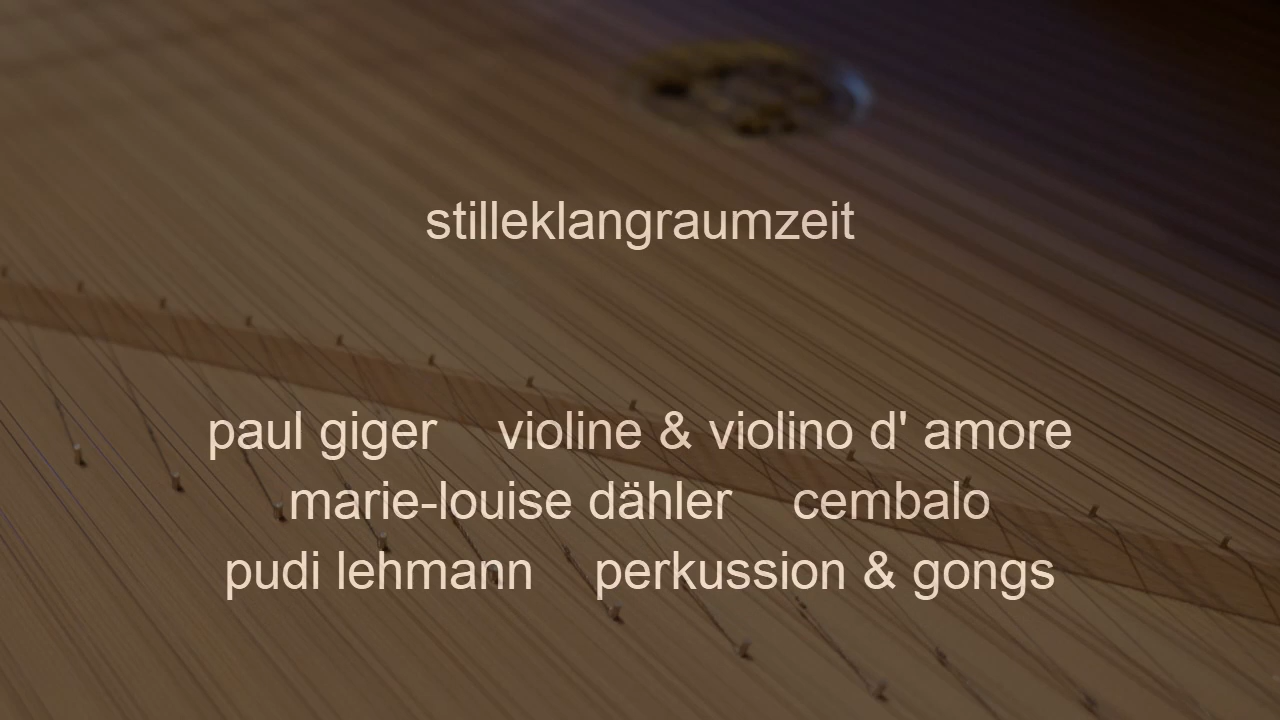 stilleklangraumzeit
paul giger violine & violino d' amore
marie-louise dähler cembalo
pudi lehmann perkussion & gongs